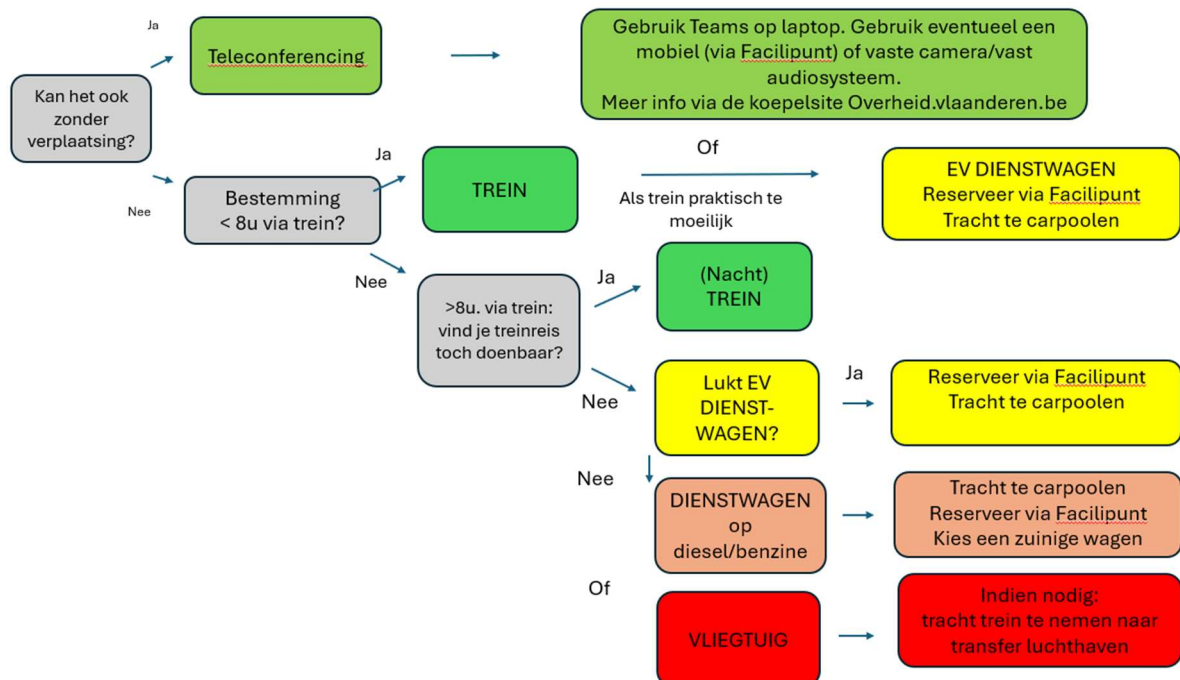 Ja
Teleconferencing
Gebruik Teams op laptop. Gebruik eventueel een
mobiel (via Facilipunt) of vaste camera/vast
audiosysteem.
Meer info via de koepelsite Overheid.vlaanderen.be
Kan het ook
zonder
verplaatsing?
Nee
Bestemming
< 8u via trein?
Ja
TREIN
Of
Als trein praktisch te
moeilijk
EV DIENSTWAGEN
Reserveer via Facilipunt
Tracht te carpoolen
Nee
>8u. via trein:
vind je treinreis
toch doenbaar?
Ja
(Nacht)
TREIN
Nee
Lukt EV
DIENST-
WAGEN?
Ja
Reserveer via Facilipunt
Tracht te carpoolen
Nee
DIENSTWAGEN
op
diesel/benzine
Tracht te carpoolen
Reserveer via Facilipunt
Kies een zuinige wagen
Of
VLIEGTUIG
Indien nodig:
tracht trein te nemen naar
transfer luchthaven